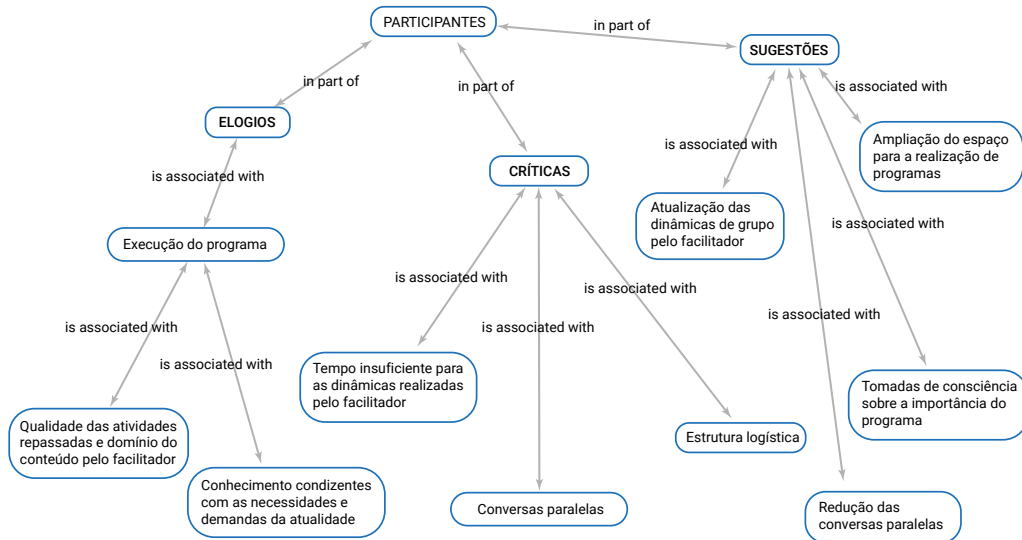 PARTICIPANTES
in part of
in part of
in part of
SUGESTÕES
ELOGIOS
is associated with
is associated with
Ampliação do espaço
para a realização de
programas
CRÍTICAS
is associated with
Atualização das
dinâmicas de grupo
pelo facilitador
is associated with
Execução do programa
is associated with
is associated with
is associated with
is associated with
is associated with
is associated with
Tempo insuficiente para
as dinâmicas realizadas
pelo facilitador
Tomadas de consciência
sobre a importância do
programa
Qualidade das atividades
repassadas e domínio do
conteúdo pelo facilitador
Estrutura logística
Conhecimento condizentes
com as necessidades e
demandas da atualidade
Conversas paralelas
Redução das
conversas paralelas